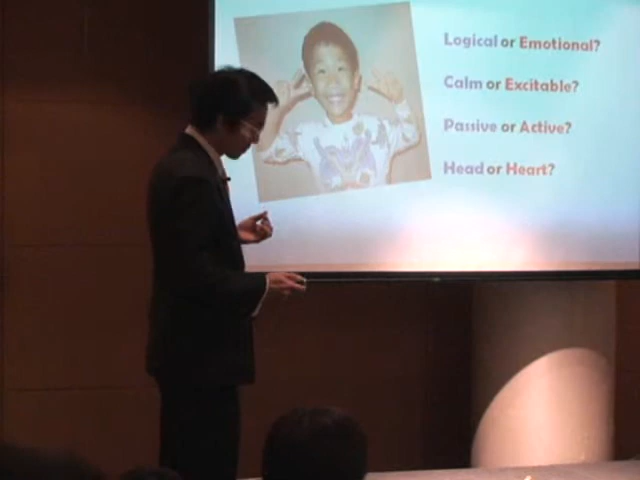 Logical or Emotional?
Calm or Excitable?
Passive or Active?
Head or Heart?